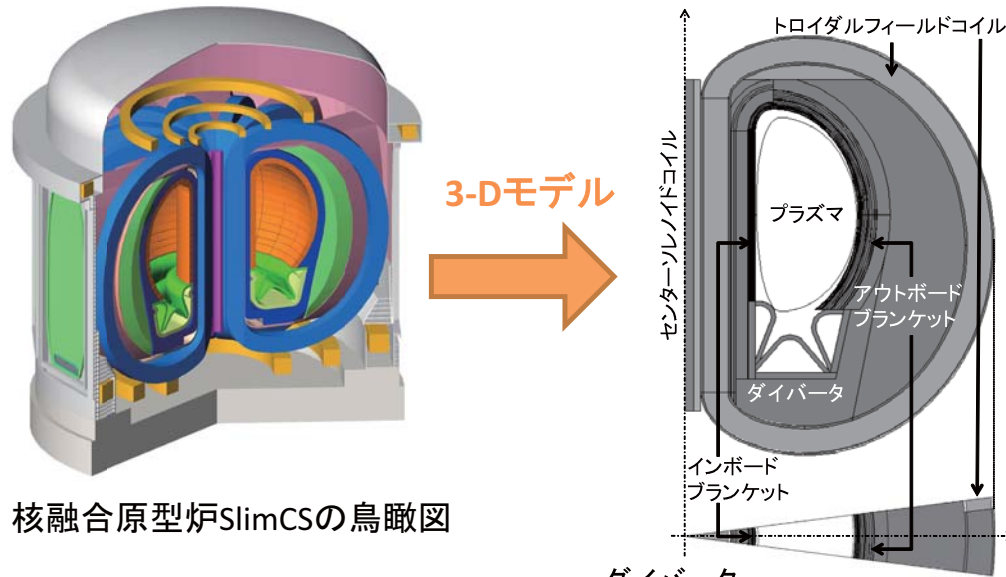 トロイダルフィールドコイル
センターソレノイドコイル
3-Dモデル
プラズマ
アウトボード
ブランケット
ダイバータ
インボード
ブランケット
核融合原型炉SlimCSの鳥瞰図